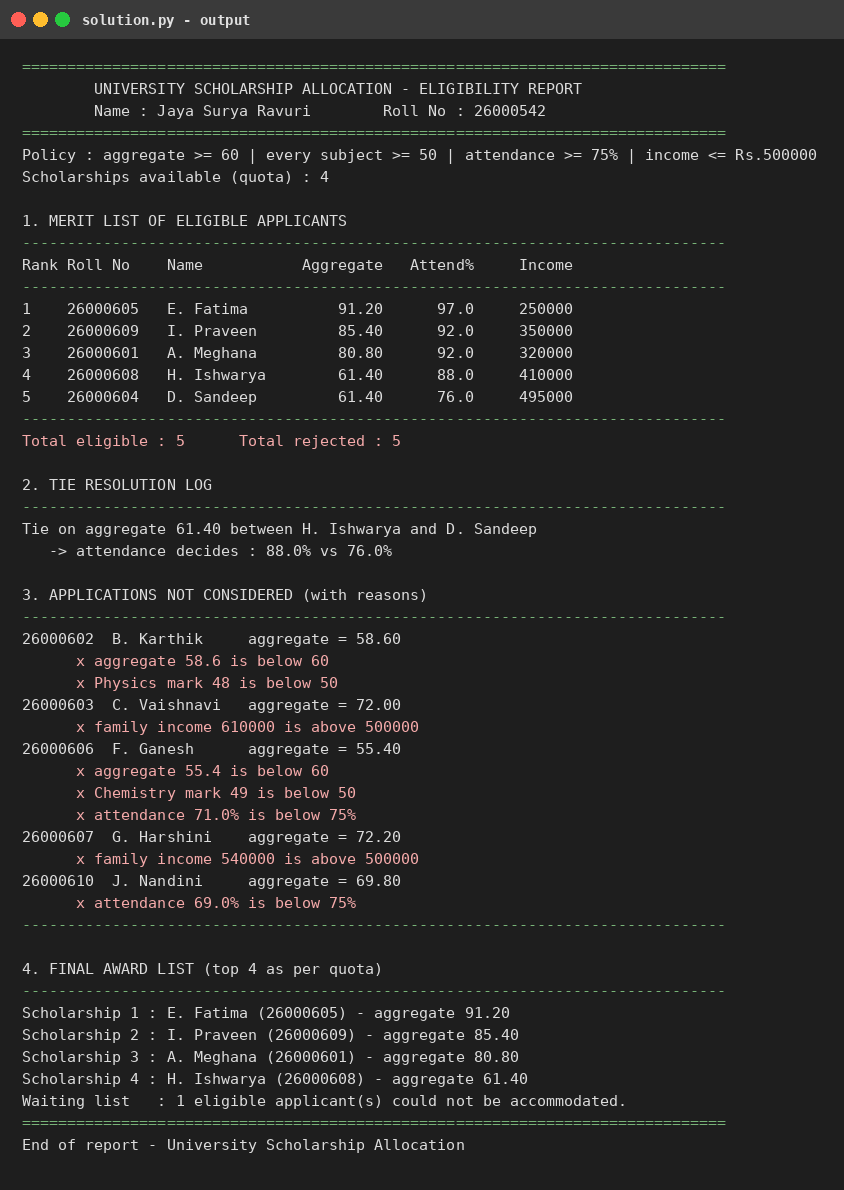 solution.py - output
==============================================================================
        UNIVERSITY SCHOLARSHIP ALLOCATION - ELIGIBILITY REPORT
        Name : Jaya Surya Ravuri        Roll No : 26000542
==============================================================================
Policy : aggregate >= 60 | every subject >= 50 | attendance >= 75% | income <= Rs.500000
Scholarships available (quota) : 4

1. MERIT LIST OF ELIGIBLE APPLICANTS
------------------------------------------------------------------------------
Rank Roll No    Name           Aggregate   Attend%     Income
------------------------------------------------------------------------------
1    26000605   E. Fatima          91.20      97.0     250000
2    26000609   I. Praveen         85.40      92.0     350000
3    26000601   A. Meghana         80.80      92.0     320000
4    26000608   H. Ishwarya        61.40      88.0     410000
5    26000604   D. Sandeep         61.40      76.0     495000
------------------------------------------------------------------------------
Total eligible : 5      Total rejected : 5

2. TIE RESOLUTION LOG
------------------------------------------------------------------------------
Tie on aggregate 61.40 between H. Ishwarya and D. Sandeep
   -> attendance decides : 88.0% vs 76.0%

3. APPLICATIONS NOT CONSIDERED (with reasons)
------------------------------------------------------------------------------
26000602  B. Karthik     aggregate = 58.60
      x aggregate 58.6 is below 60
      x Physics mark 48 is below 50
26000603  C. Vaishnavi   aggregate = 72.00
      x family income 610000 is above 500000
26000606  F. Ganesh      aggregate = 55.40
      x aggregate 55.4 is below 60
      x Chemistry mark 49 is below 50
      x attendance 71.0% is below 75%
26000607  G. Harshini    aggregate = 72.20
      x family income 540000 is above 500000
26000610  J. Nandini     aggregate = 69.80
      x attendance 69.0% is below 75%
------------------------------------------------------------------------------

4. FINAL AWARD LIST (top 4 as per quota)
------------------------------------------------------------------------------
Scholarship 1 : E. Fatima (26000605) - aggregate 91.20
Scholarship 2 : I. Praveen (26000609) - aggregate 85.40
Scholarship 3 : A. Meghana (26000601) - aggregate 80.80
Scholarship 4 : H. Ishwarya (26000608) - aggregate 61.40
Waiting list   : 1 eligible applicant(s) could not be accommodated.
==============================================================================
End of report - University Scholarship Allocation